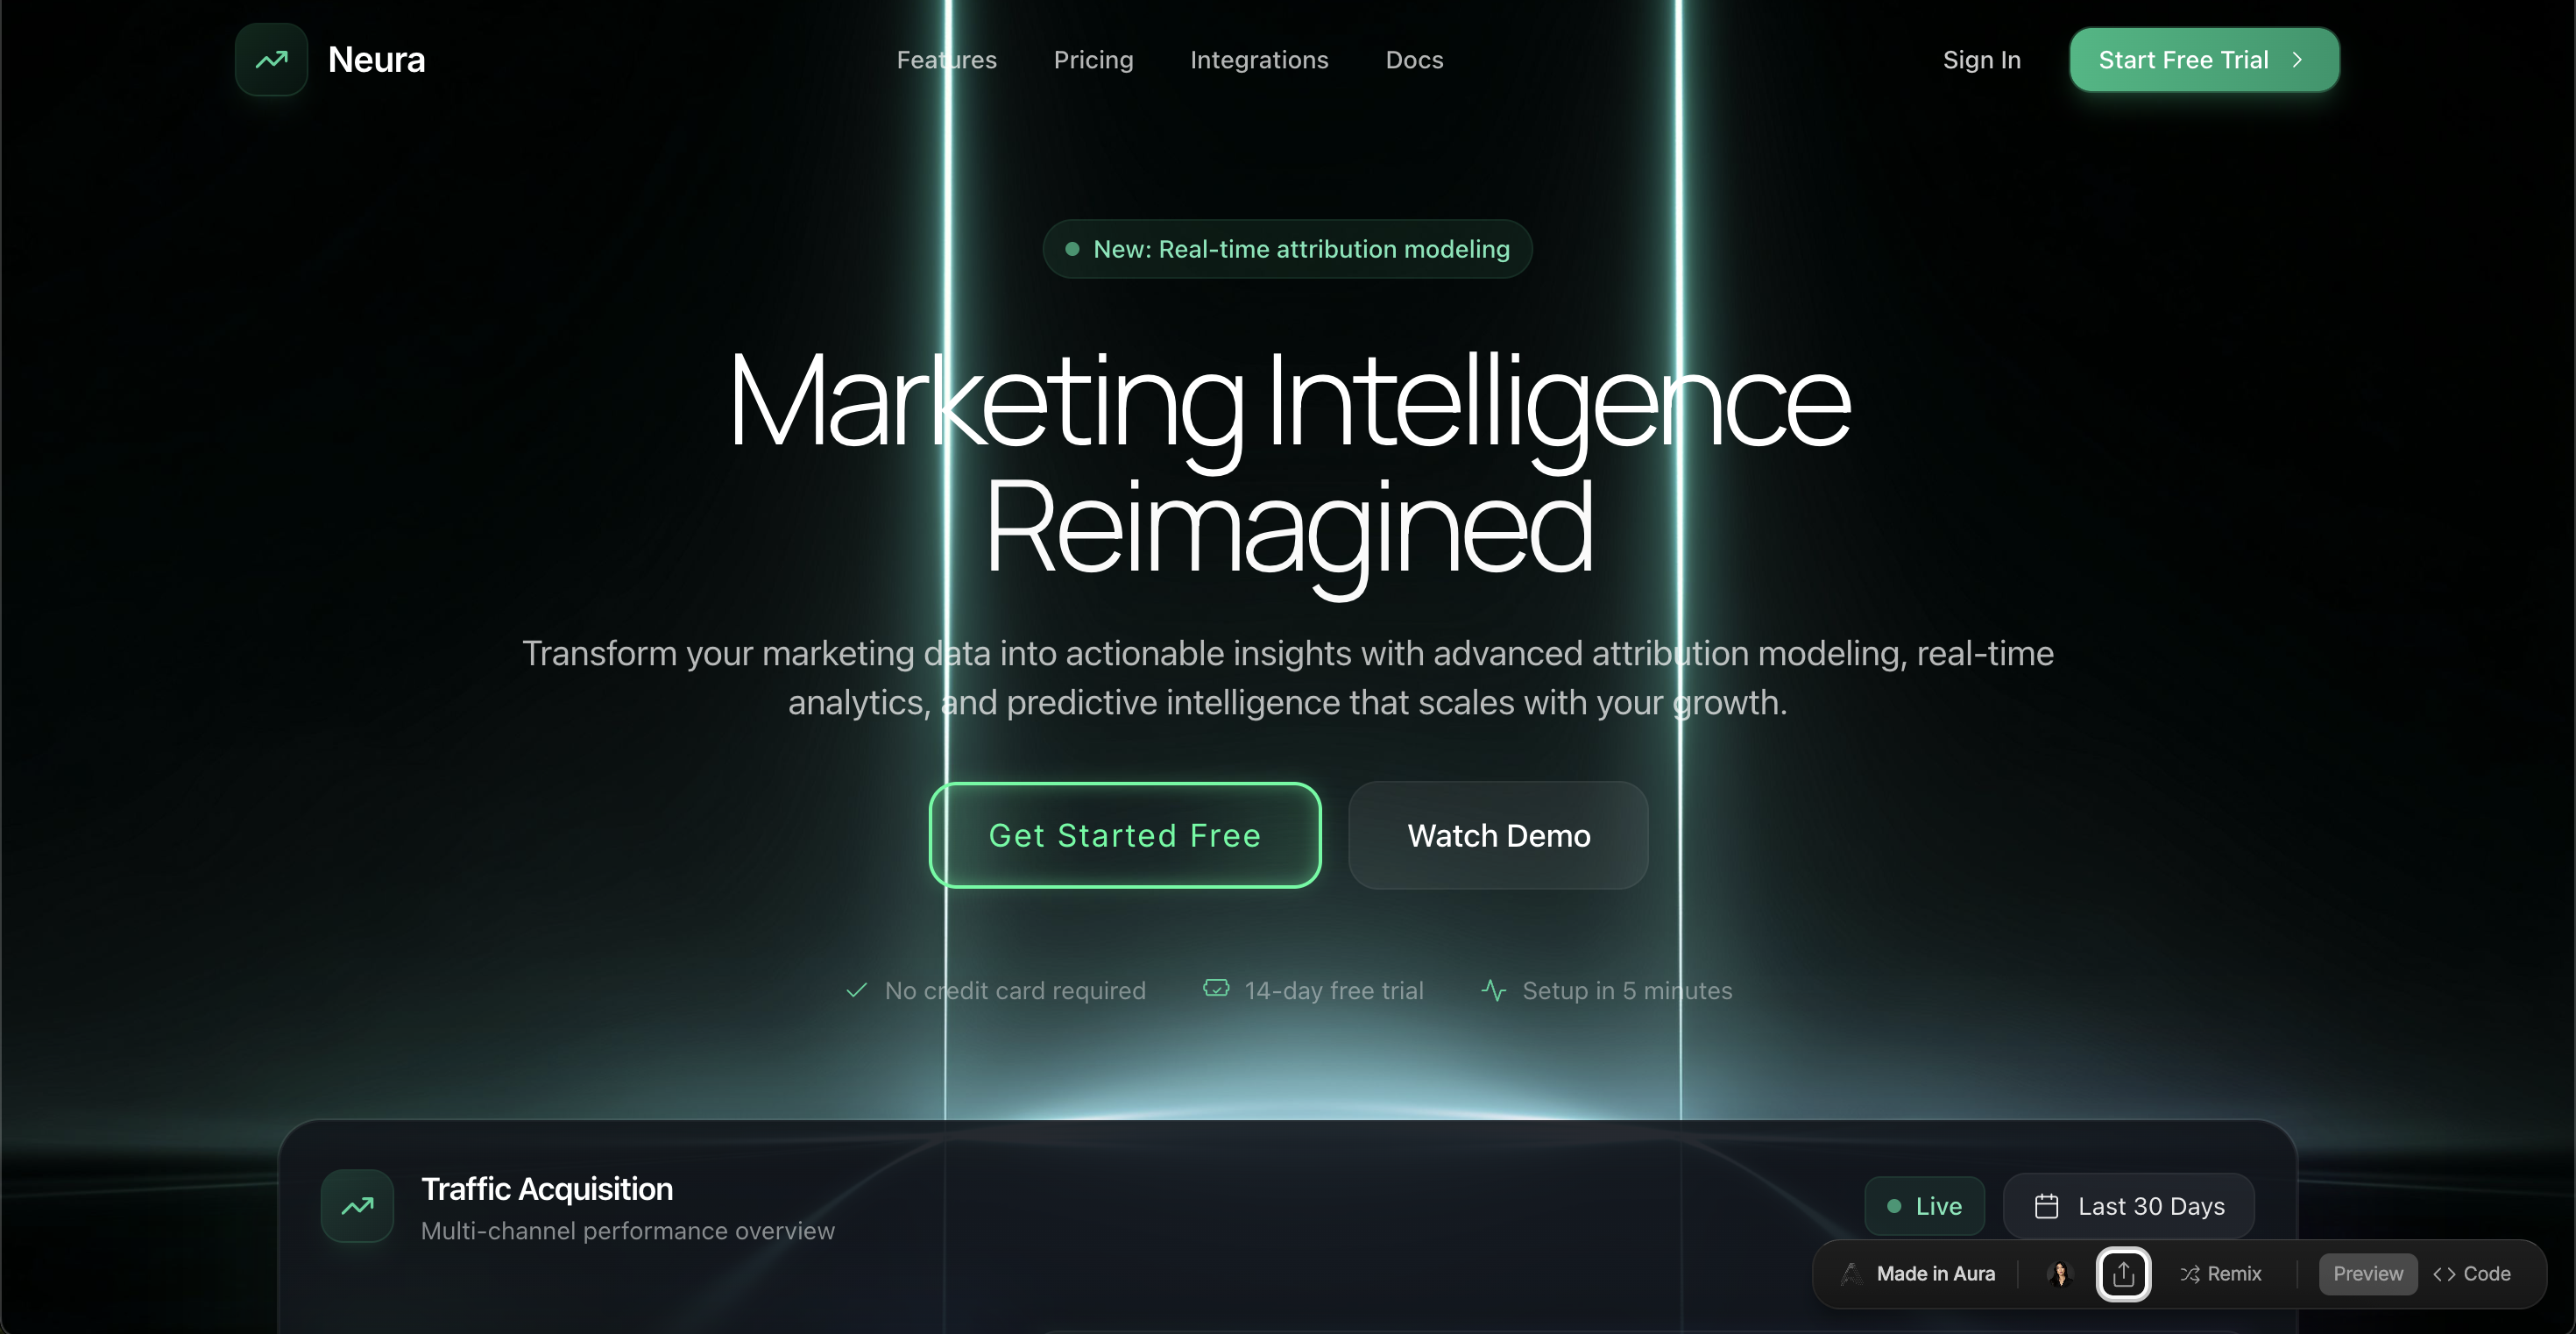 Neura
Features
Pricing
Integrations
Docs
Sign In
Start Free Trial
New: Real-time attribution modeling
Marketing Intelligence
Reimagined
Transform your marketing data into actionable insights with advanced attribution modeling, real-time
analytics, and predictive intelligence that scales with your growth.
Get Started Free
Watch Demo
No credit card required
14-day free trial
Setup in 5 minutes
Traffic Acquisition
Multi-channel performance overview
Live
Last 30 Days
Made in Aura
Remix
Preview
Code